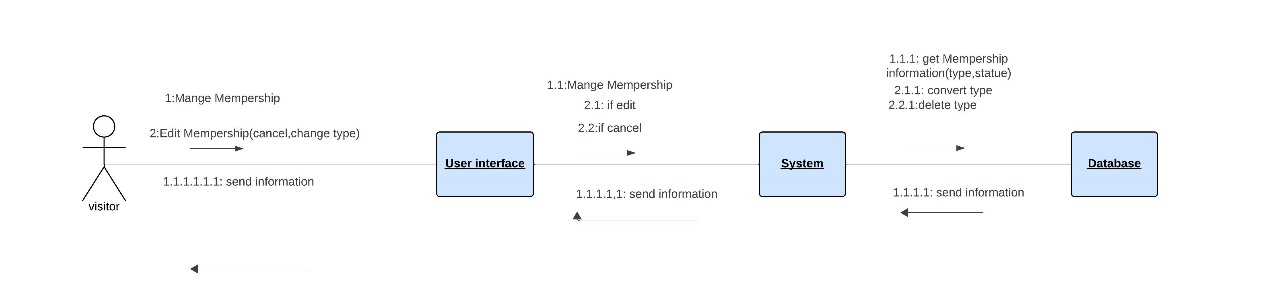 1:Mange Mempership
2:Edit Mempership(cancel,change type)
1.1.1.1.1.1: send information
visitor
User interface
1.1:Mange Mempership
2.1: if edit
2.2:if cancel
1.1.1.1,1: send information
System
1.1.1: get Mempership
information(type,statue)
2.1.1: convert type
2.2.1:delete type
1.1.1.1: send information
Database